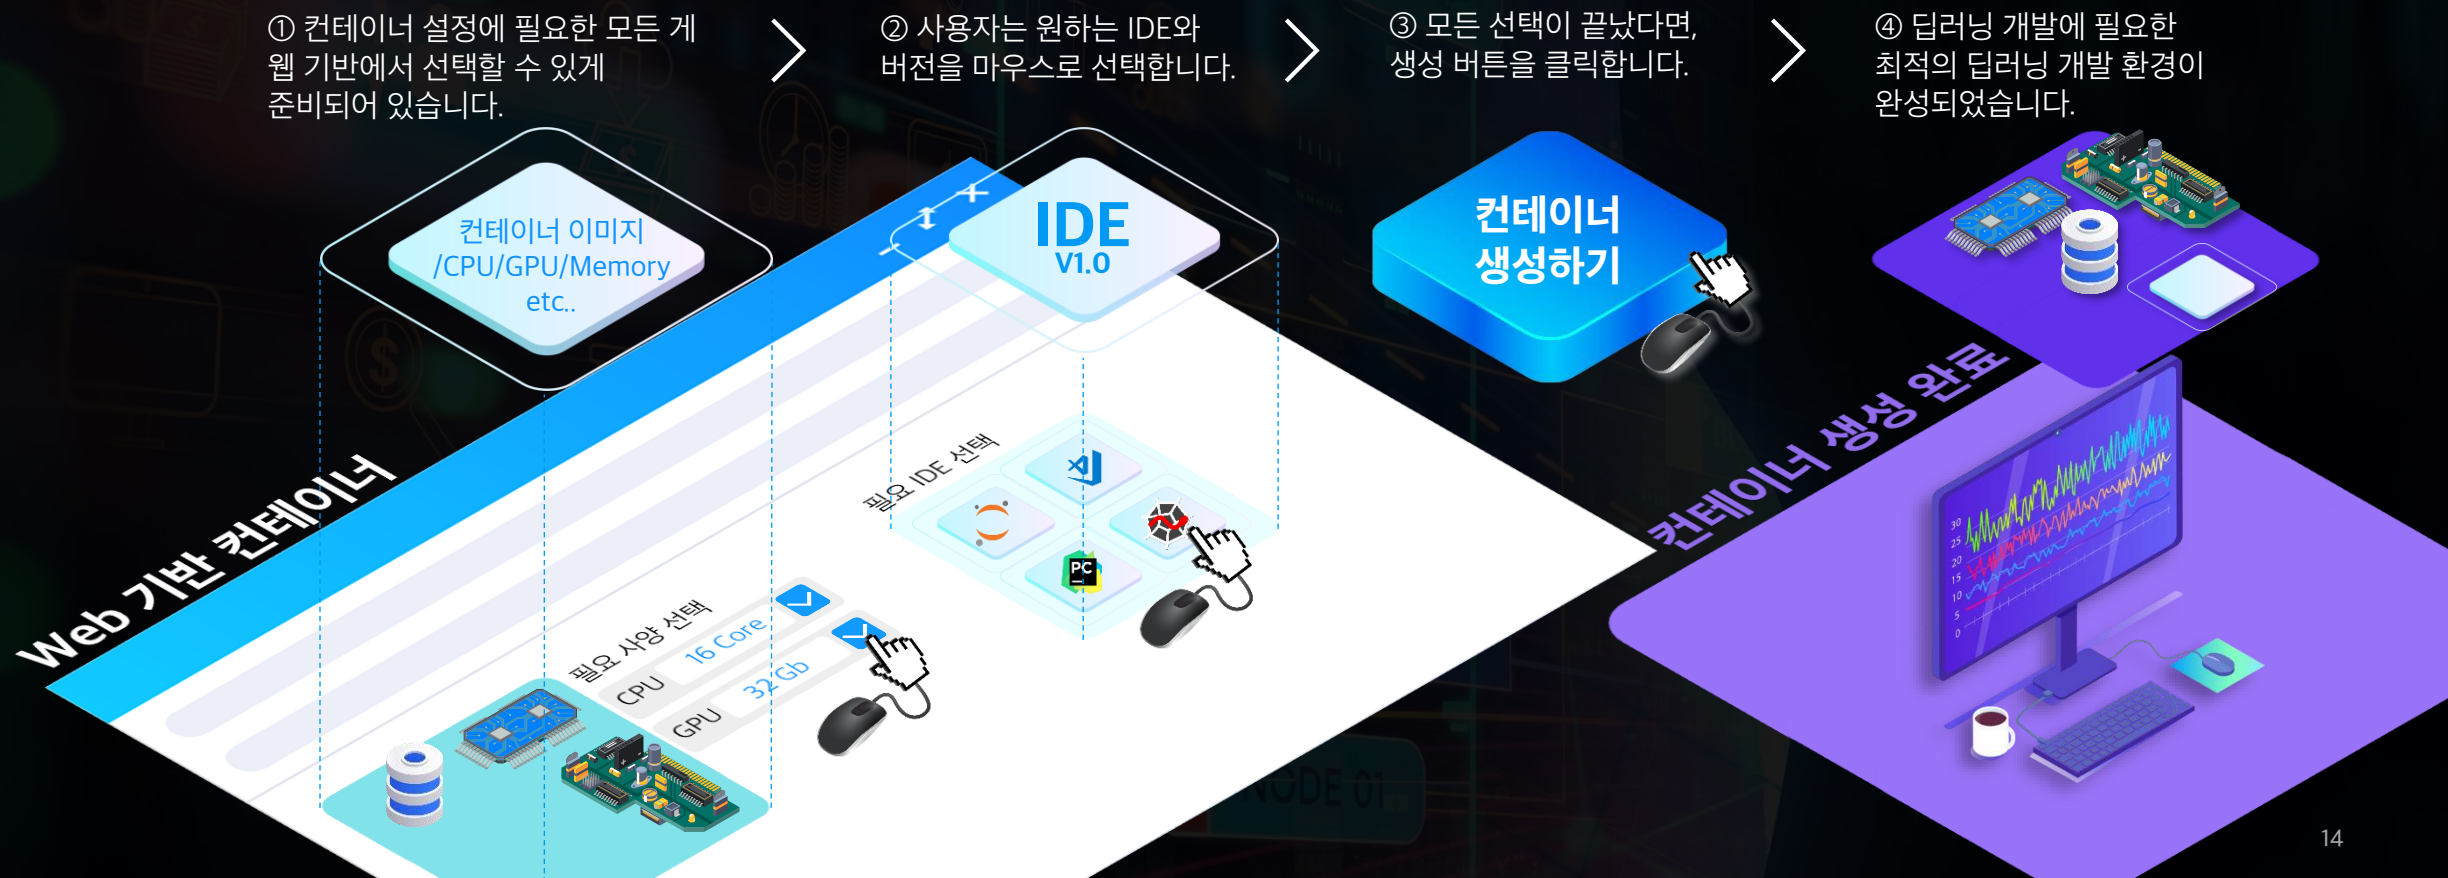 ① 컨테이너 설정에 필요한 모든 게
웹 기반에서 선택할 수 있게
준비되어 있습니다.
② 사용자는 원하는 IDE와
버전을 마우스로 선택합니다.
③ 모든 선택이 끝났다면,
생성 버튼을 클릭합니다.
④ 딥러닝 개발에 필요한
최적의 딥러닝 개발 환경이
완성되었습니다.
컨테이너 이미지
/CPU/GPU/Memory
etc..
IDE
V1.0
컨테이너
생성하기
Web 기반 컨테이너
필요 IDE 선택
PC
필요 사양 선택
CPU 16 Core
GPU 32 Gb
컨테이너 생성 완료
30
25
20
15
10
5
0
NODE 01
14